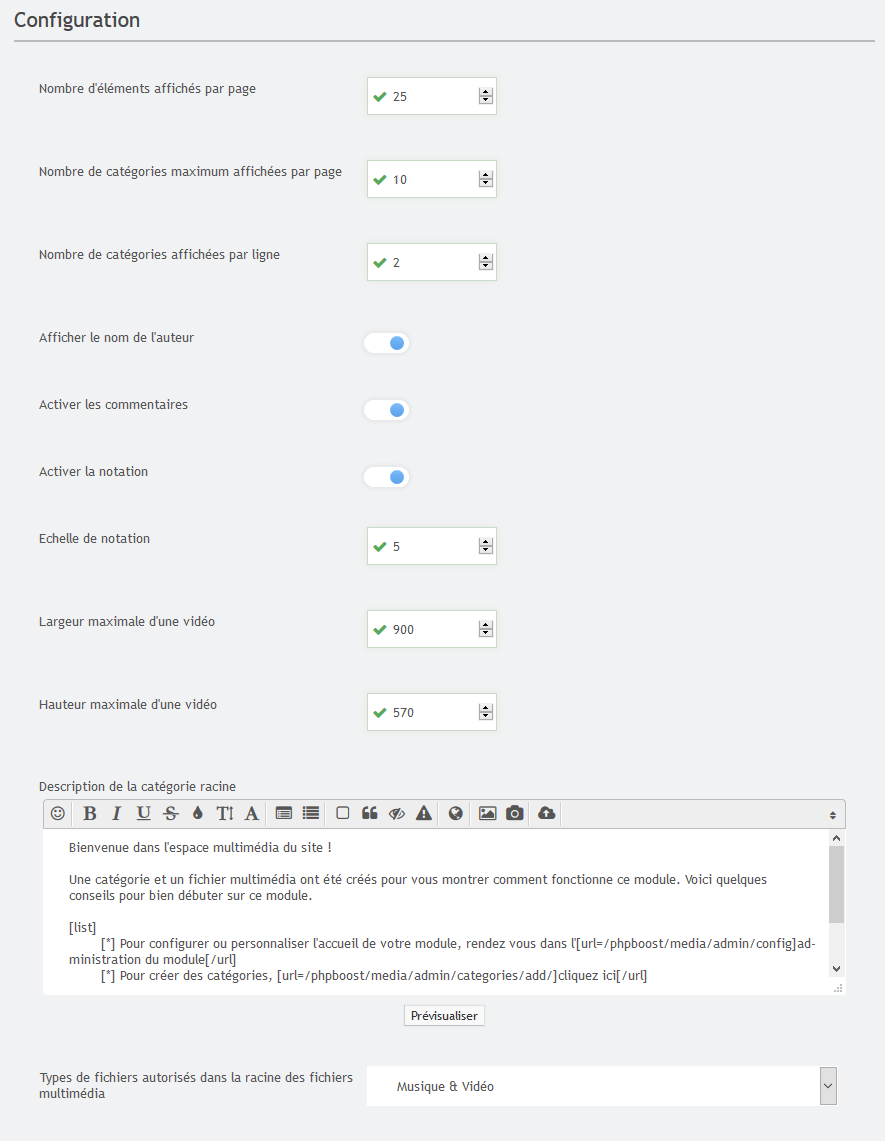 Configuration
Nombre d'éléments affichés par page
25
Nombre de catégories maximum affichées par page
10
Nombre de catégories affichées par ligne
2
Afficher le nom de l'auteur
Activer les commentaires
Activer la notation
Echelle de notation
5
Largeur maximale d'une vidéo
900
Hauteur maximale d'une vidéo
570
Description de la catégorie racine
B I U S T A
Bienvenue dans l'espace multimédia du site !
Une catégorie et un fichier multimédia ont été créés pour vous montrer comment fonctionne ce module. Voici quelques
conseils pour bien débuter sur ce module.
[list]
[*] Pour configurer ou personnaliser l'accueil de votre module, rendez vous dans l'[url=/phpboost/media/admin/config]ad-
ministration du module[/url]
[*] Pour créer des catégories, [url=/phpboost/media/admin/categories/add/]cliquez ici[/url]
Prévisualiser
Types de fichiers autorisés dans la racine des fichiers
multimédia
Musique & Vidéo